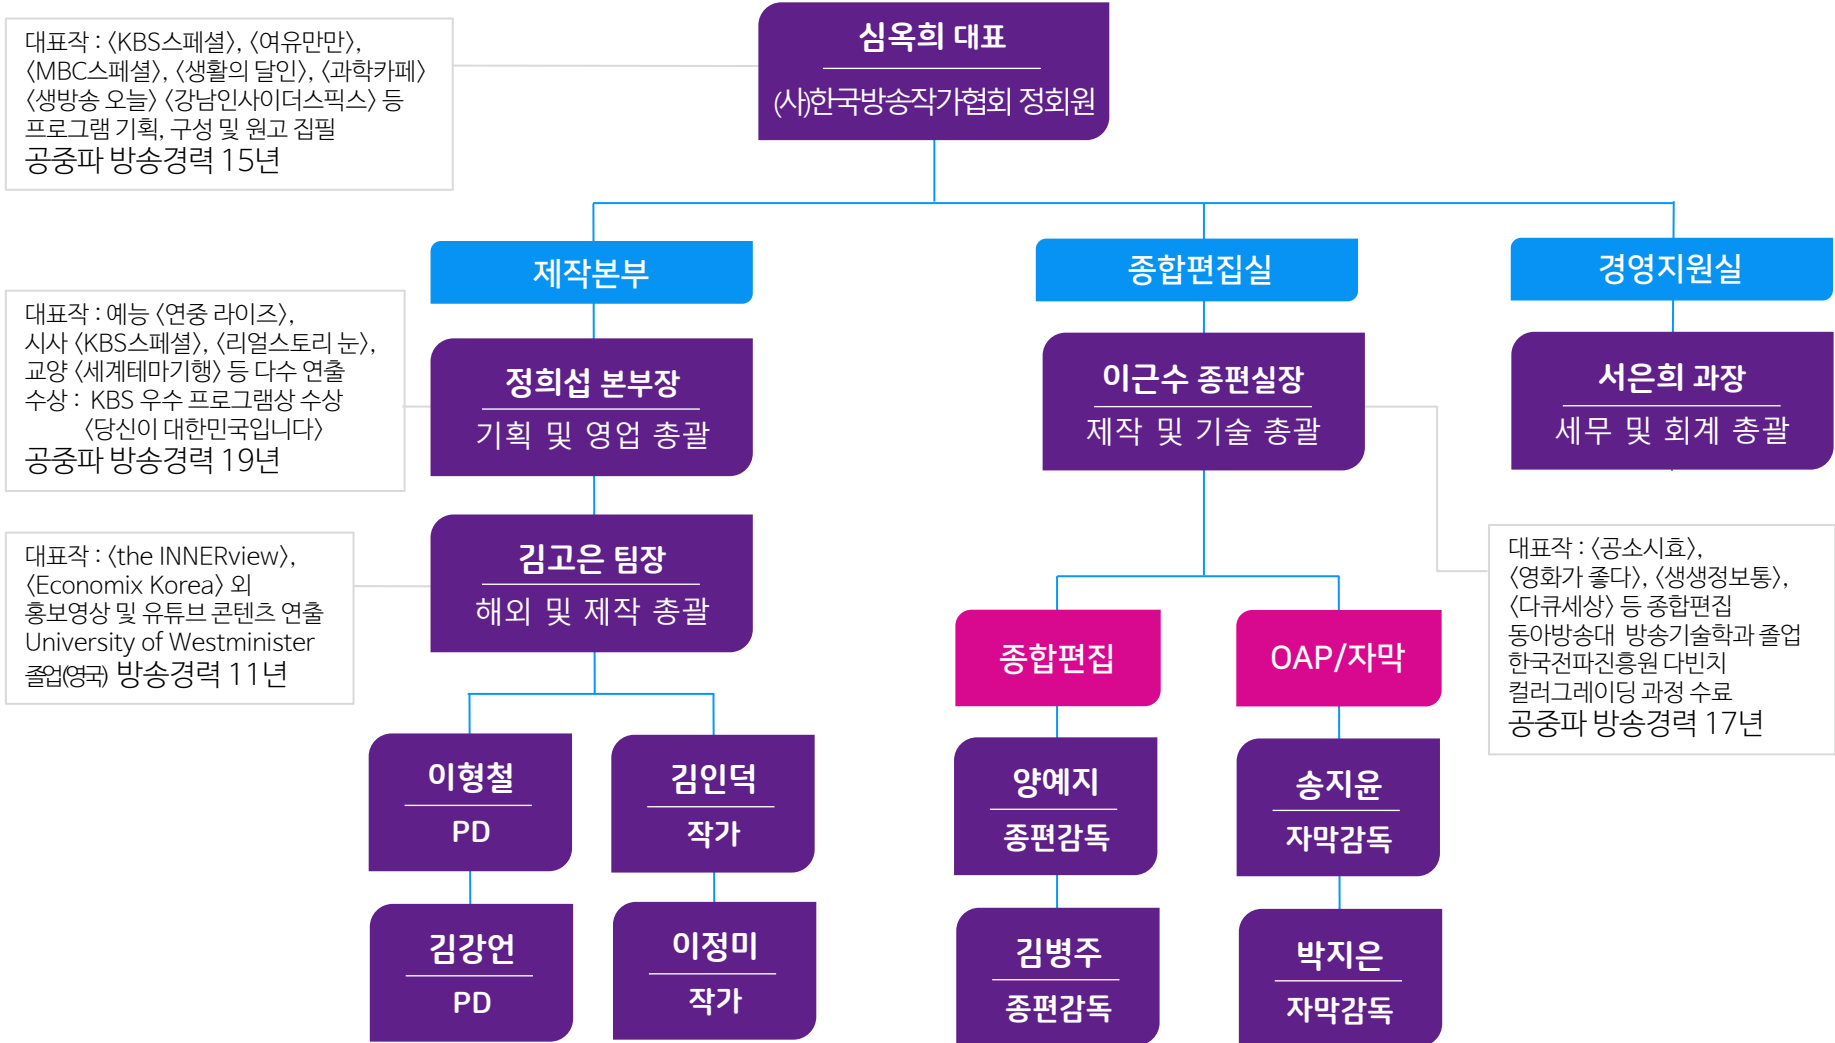 심옥희 대표
(사)한국방송작가협회 정회원
대표작 : 〈KBS스페셜〉, 〈여유만만〉,
〈MBC스페셜〉, 〈생활의 달인〉, 〈과학카페〉
〈생방송 오늘〉 〈강남인사이더스픽스〉 등
프로그램 기획, 구성 및 원고 집필
공중파 방송경력 15년
제작본부
종합편집실
경영지원실
대표작 : 예능 〈연중 라이즈〉,
시사 〈KBS스페셜〉, 〈리얼스토리 눈〉,
교양 〈세계테마기행〉 등 다수 연출
수상 : KBS 우수 프로그램상 수상
〈당신이 대한민국입니다〉
공중파 방송경력 19년
정희섭 본부장
기획 및 영업 총괄
이근수 종편실장
제작 및 기술 총괄
서은희 과장
세무 및 회계 총괄
대표작 : 〈the INNERview〉,
〈Economix Korea〉 외
홍보영상 및 유튜브 콘텐츠 연출
University of Westminister
졸업(영국) 방송경력 11년
김고은 팀장
해외 및 제작 총괄
대표작 : 〈공소시효〉,
〈영화가 좋다〉, 〈생생정보통〉,
〈다큐세상〉 등 종합편집
동아방송대 방송기술학과 졸업
한국전파진흥원 다빈치
컬러그레이딩 과정 수료
공중파 방송경력 17년
종합편집
OAP/자막
이형철
PD
김인덕
작가
양예지
종편감독
송지윤
자막감독
김강언
PD
이정미
작가
김병주
종편감독
박지은
자막감독